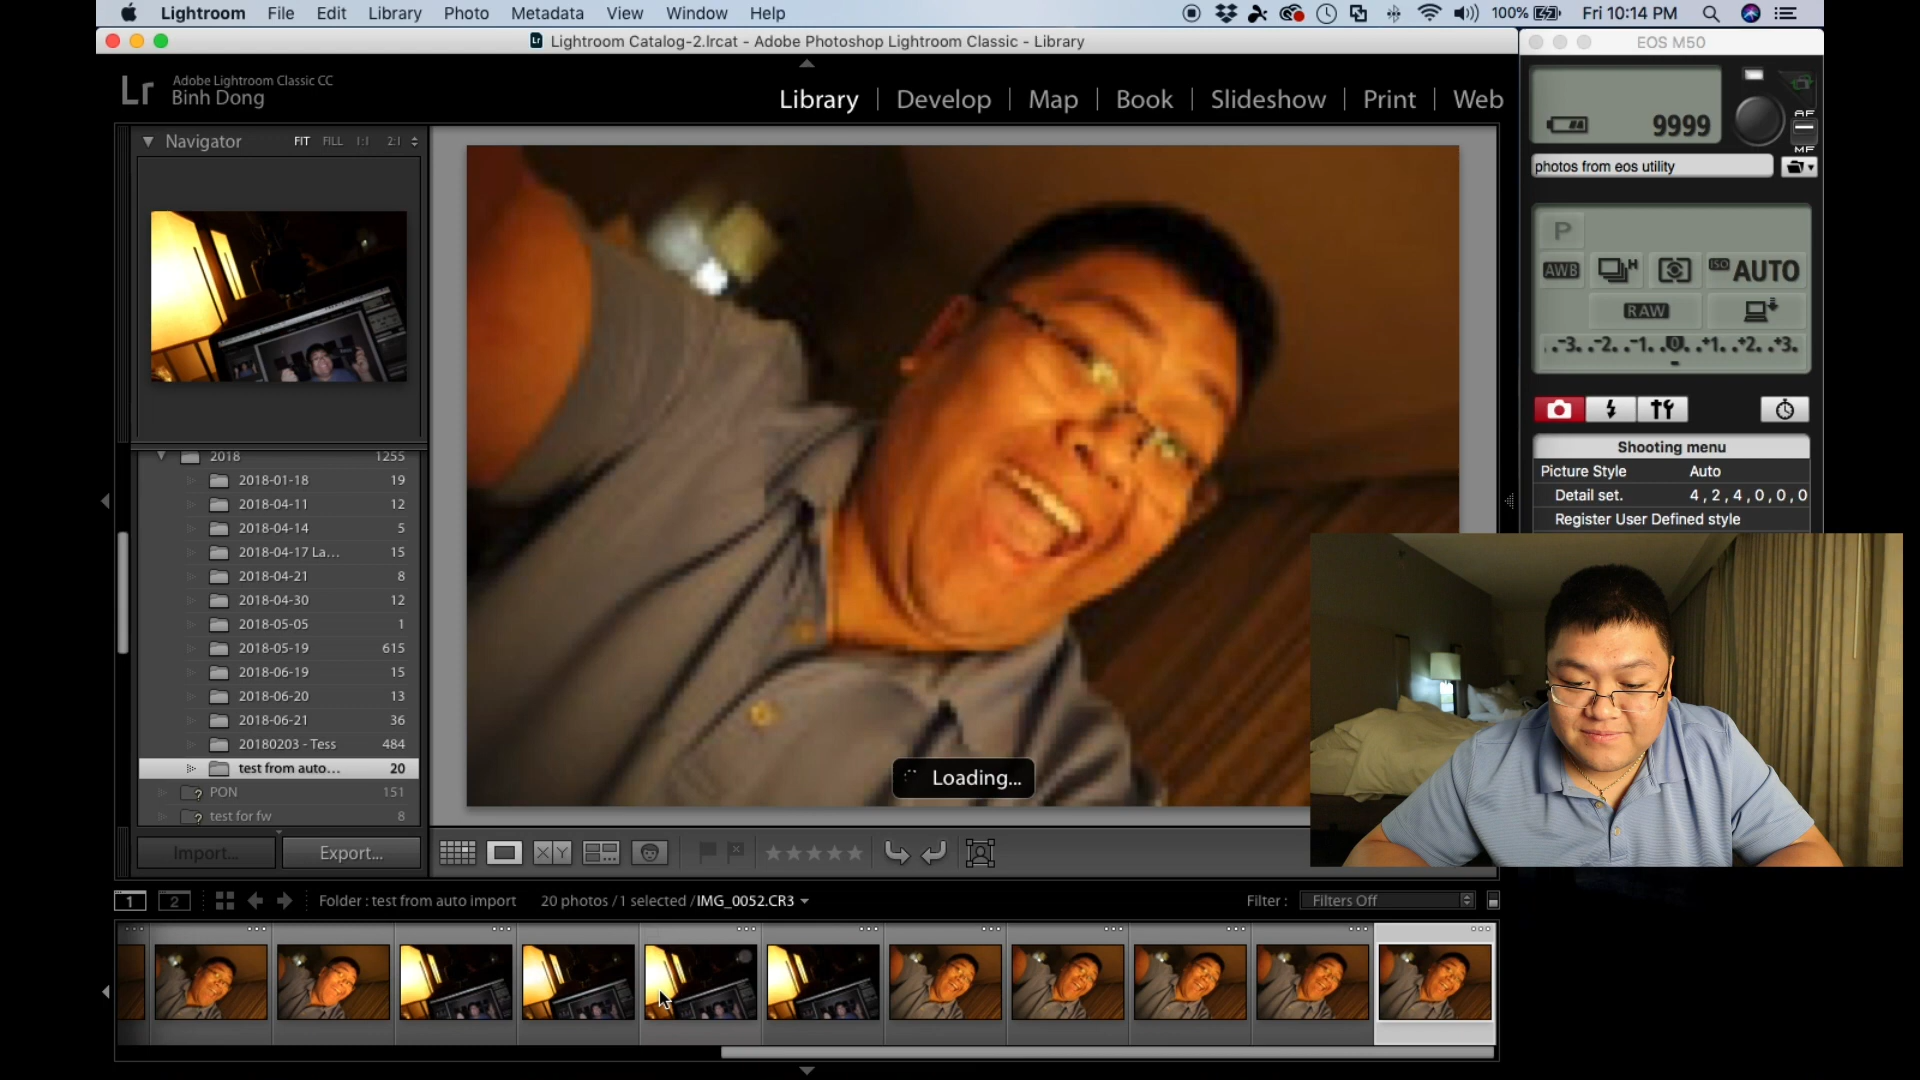 Lightroom File Edit Library Photo Metadata View Window Help 100% Fri 10:14 PM
Lightroom Catalog-2.lrcat - Adobe Photoshop Lightroom Classic - Library
EOS M50
Lr Adobe Lightroom Classic CC
Binh Dong
Library | Develop | Map | Book | Slideshow | Print | Web
9999
AF
MF
photos from eos utility
Navigator FIT FILL 1:1 2:1
P
AWB H ISO AUTO
RAW
-3. .-2. .-1. .0. .+1. .+2. .+3.
Shooting menu
Picture Style Auto
Detail set. 4,2,4,0,0,0
Register User Defined style
2018 1255
2018-01-18 19
2018-04-11 12
2018-04-14 5
2018-04-17 La... 15
2018-04-21 8
2018-04-30 12
2018-05-05 1
2018-05-19 615
2018-06-19 15
2018-06-20 13
2018-06-21 36
20180203 - Tess 484
test from auto... 20
PON 151
test for fw 8
Loading...
Import... Export...
XY
1 2 Folder : test from auto import 20 photos / 1 selected / IMG_0052.CR3 Filter : Filters Off